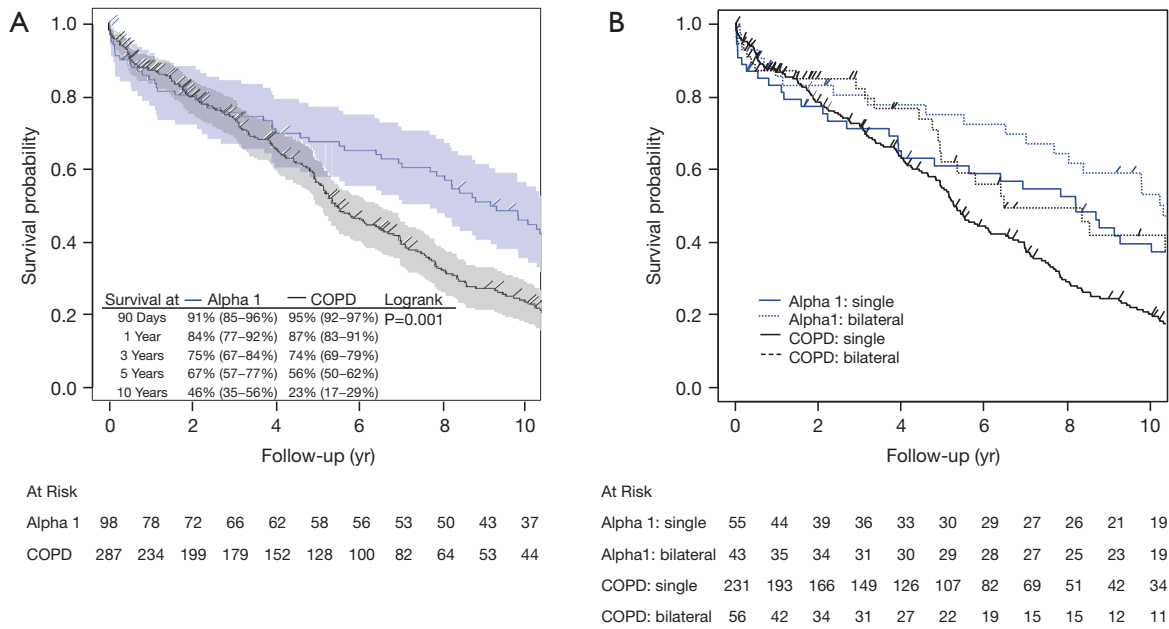 A
1.0
0.8
0.6
0.4
0.2
0.0
Survival probability
Survival at Alpha 1 COPD Logrank
90 Days 91% (85–96%) 95% (92–97%) P=0.001
1 Year 84% (77–92%) 87% (83–91%)
3 Years 75% (67–84%) 74% (69–79%)
5 Years 67% (57–77%) 56% (50–62%)
10 Years 46% (35–56%) 23% (17–29%)
0 2 4 6 8 10
Follow-up (yr)
At Risk
Alpha 1 98 78 72 66 62 58 56 53 50 43 37
COPD 287 234 199 179 152 128 100 82 64 53 44
B
1.0
0.8
0.6
0.4
0.2
0.0
Survival probability
Alpha 1: single
Alpha1: bilateral
COPD: single
COPD: bilateral
0 2 4 6 8 10
Follow-up (yr)
At Risk
Alpha 1: single 55 44 39 36 33 30 29 27 26 21 19
Alpha1: bilateral 43 35 34 31 30 29 28 27 25 23 19
COPD: single 231 193 166 149 126 107 82 69 51 42 34
COPD: bilateral 56 42 34 31 27 22 19 15 15 12 11